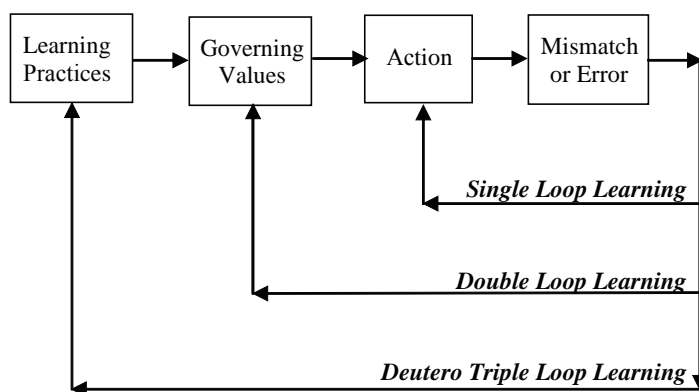 Learning
Practices
Governing
Values
Action
Mismatch
or Error
Single Loop Learning
Double Loop Learning
Deutero Triple Loop Learning